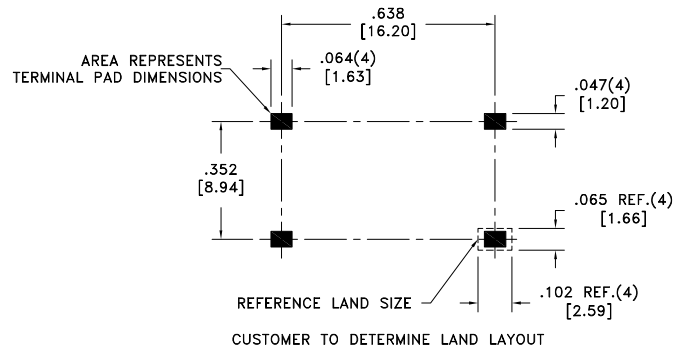 .638
[16.20]
AREA REPRESENTS
TERMINAL PAD DIMENSIONS
.064(4)
[1.63]
.047(4)
[1.20]
.352
[8.94]
.065 REF.(4)
[1.66]
REFERENCE LAND SIZE
.102 REF.(4)
[2.59]
CUSTOMER TO DETERMINE LAND LAYOUT